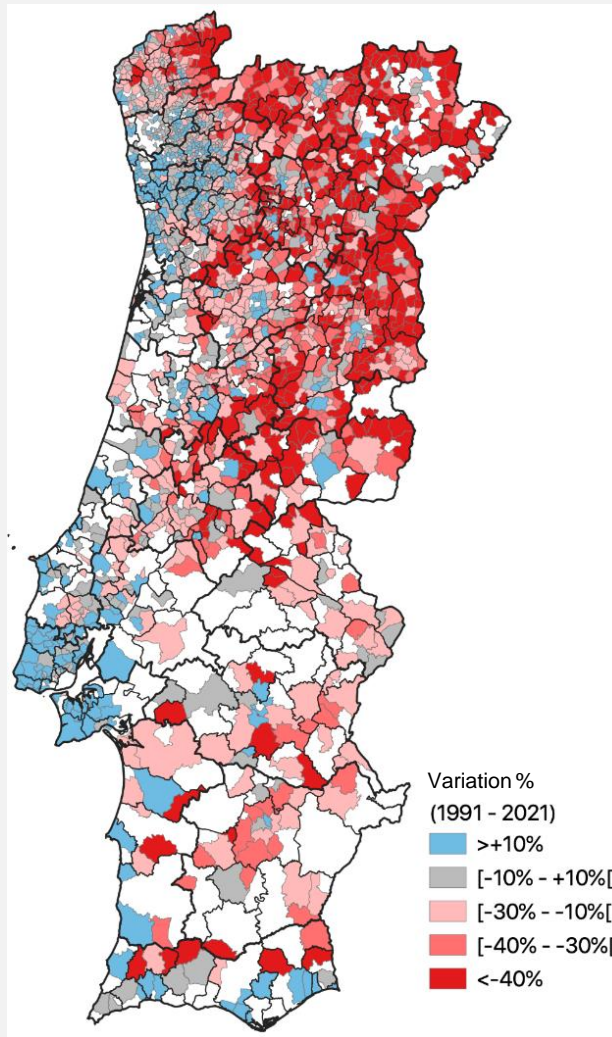 Variation %
(1991 - 2021)
>+10%
[-10% - +10%[
[-30% - -10%[
[-40% - -30%[
<-40%